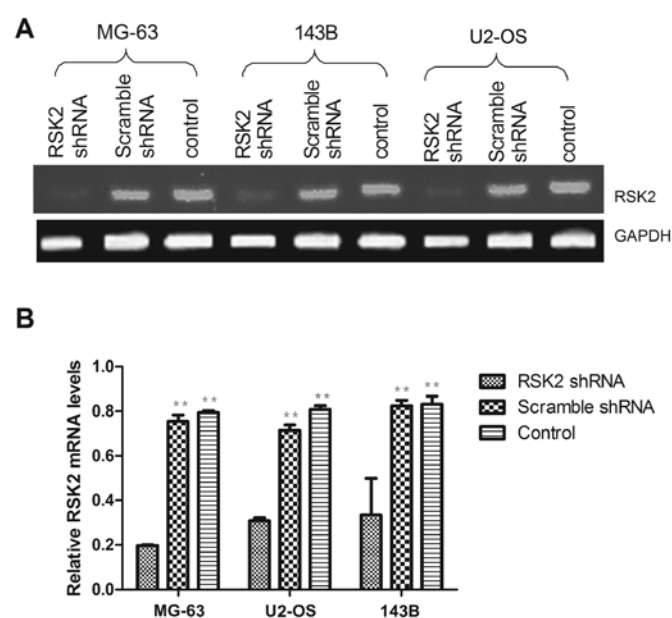 A
MG-63 143B U2-OS
RSK2 shRNA Scramble shRNA control RSK2 shRNA Scramble shRNA control RSK2 shRNA Scramble shRNA control
RSK2
GAPDH
B
Relative RSK2 mRNA levels
1.0
0.8
0.6
0.4
0.2
0.0
** ** ** ** ** **
MG-63 U2-OS 143B
RSK2 shRNA
Scramble shRNA
Control